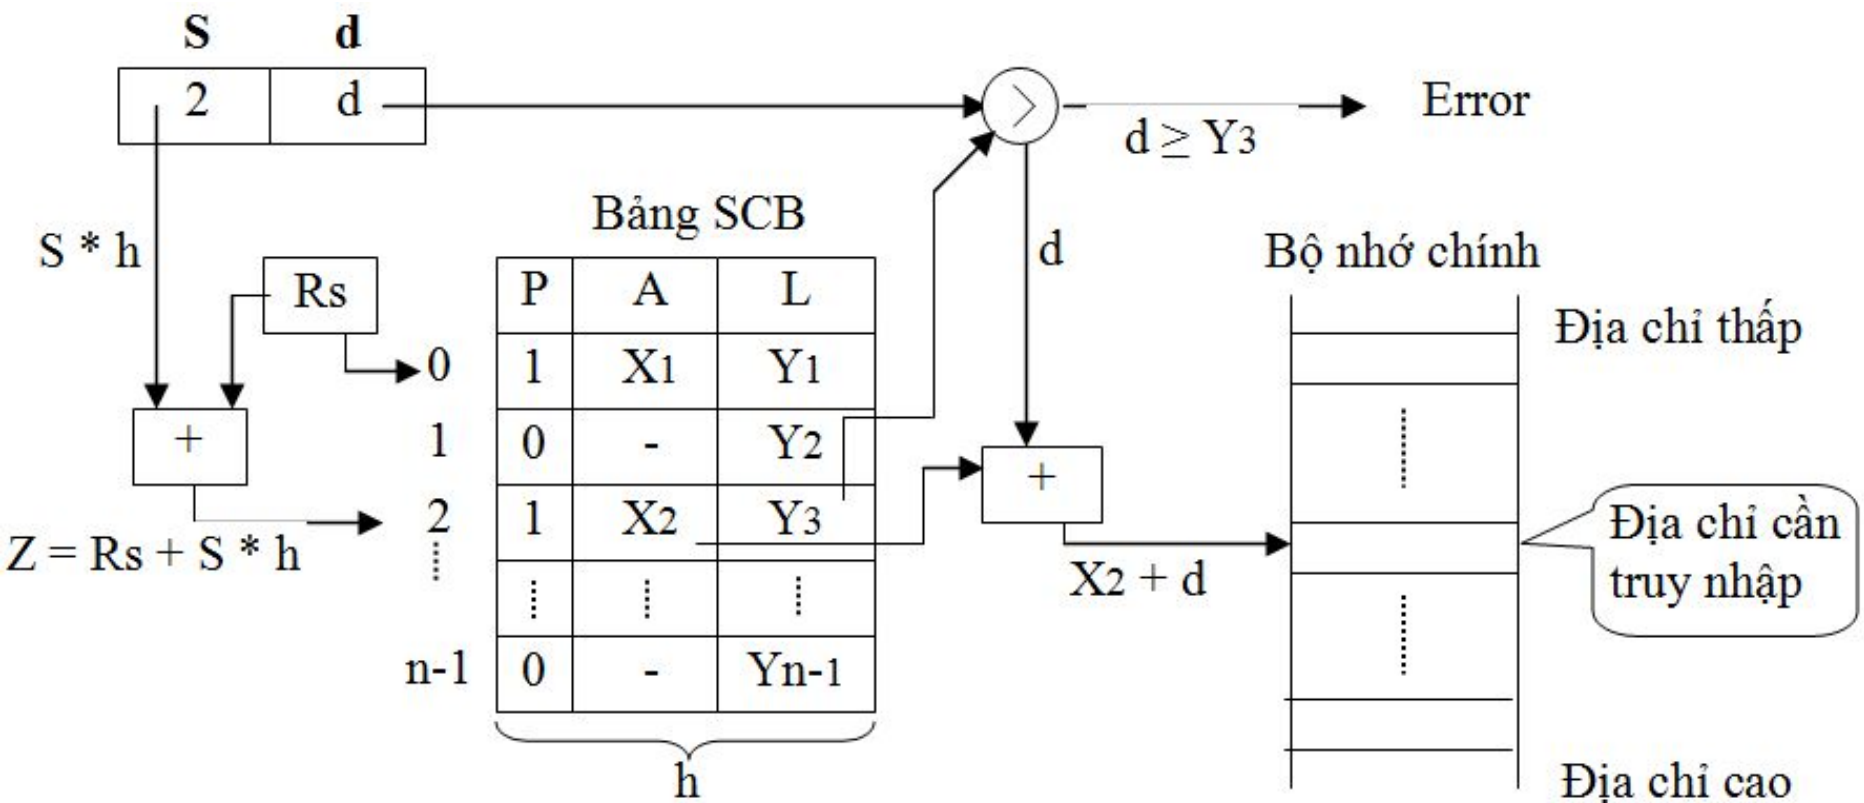 S d
2 d
> Error
d ≥ Y3
Bảng SCB
S * h
d
Bộ nhớ chính
Rs
P A L
Địa chỉ thấp
0 1 X1 Y1
+
1 0 - Y2
+
2 1 X2 Y3
Địa chỉ cần
truy nhập
Z = Rs + S * h
X2 + d
n-1 0 - Yn-1
h
Địa chỉ cao